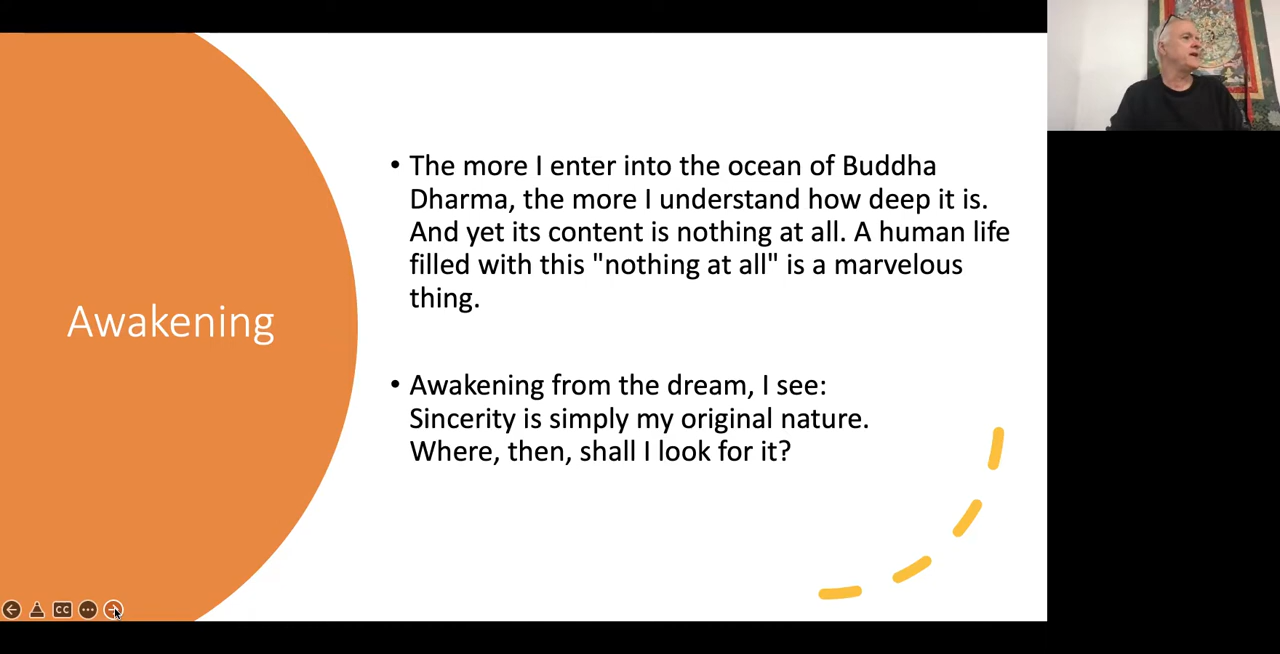 Awakening
• The more I enter into the ocean of Buddha
Dharma, the more I understand how deep it is.
And yet its content is nothing at all. A human life
filled with this "nothing at all" is a marvelous
thing.
• Awakening from the dream, I see:
Sincerity is simply my original nature.
Where, then, shall I look for it?
CC